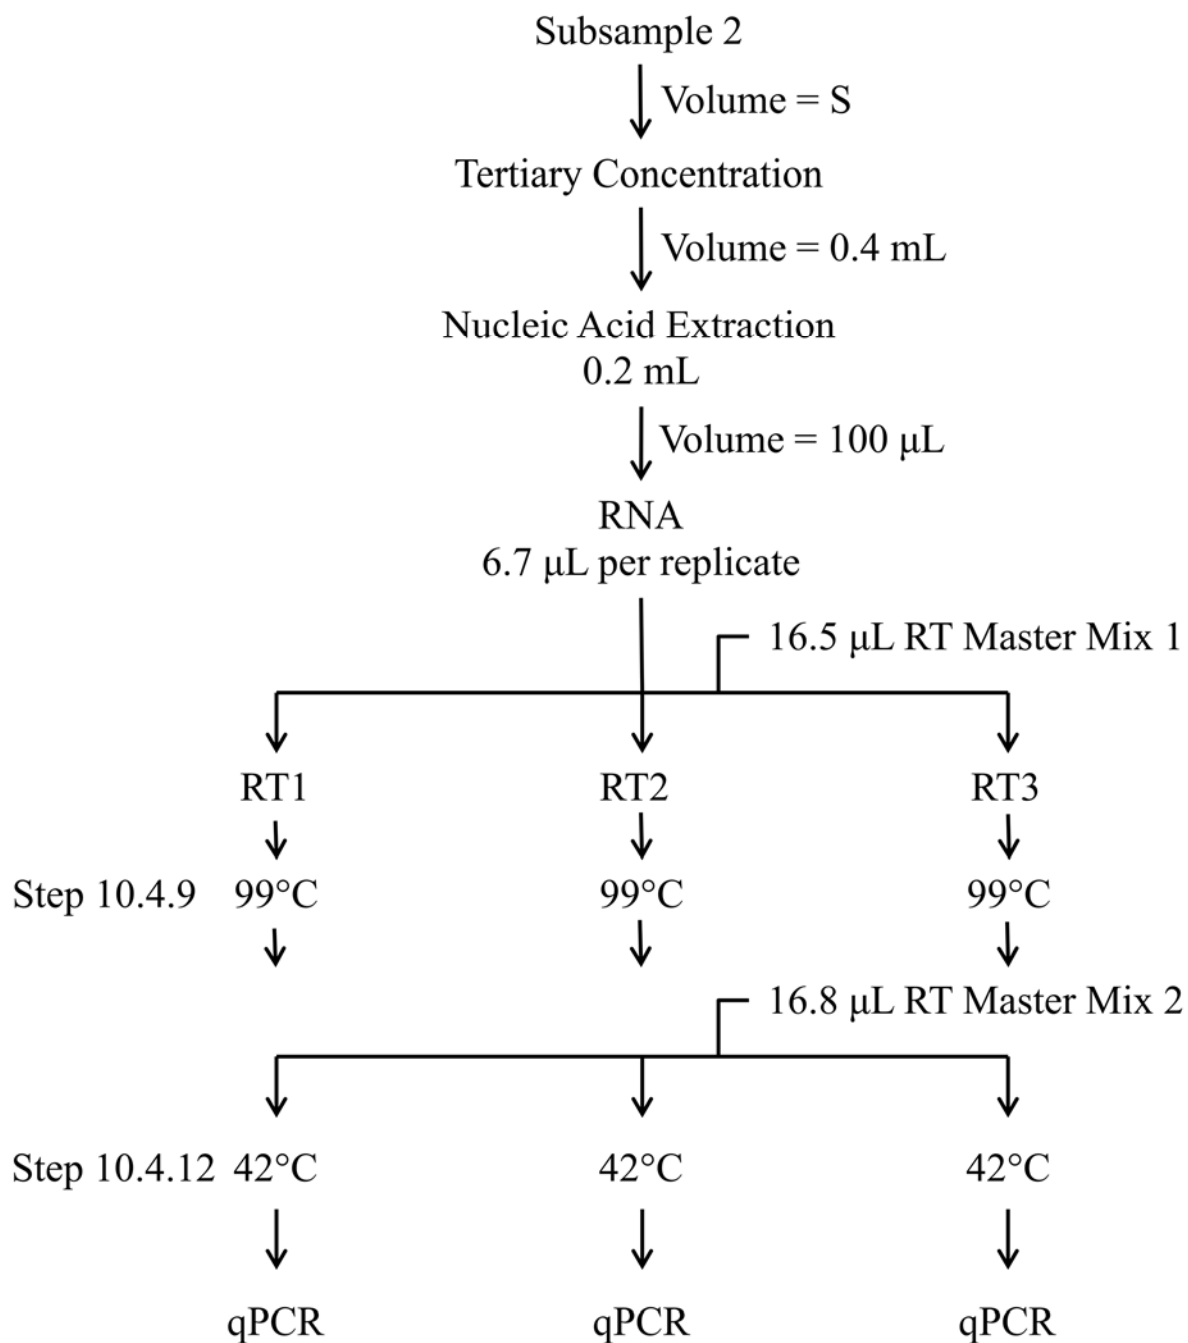 Subsample 2
Volume = S
Tertiary Concentration
Volume = 0.4 mL
Nucleic Acid Extraction
0.2 mL
Volume = 100 μL
RNA
6.7 μL per replicate
16.5 μL RT Master Mix 1
RT1 RT2 RT3
Step 10.4.9 99°C 99°C 99°C
16.8 μL RT Master Mix 2
Step 10.4.12 42°C 42°C 42°C
qPCR qPCR qPCR